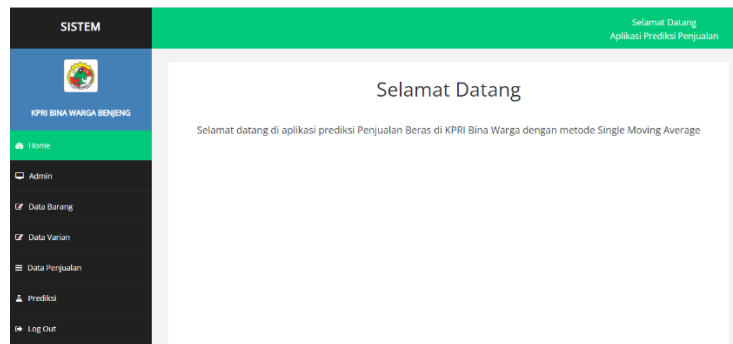 SISTEM
Selamat Datang
Aplikasi Prediksi Penjualan
KPRI BINA WARGA BENJENG
Home
Admin
Data Barang
Data Varian
Data Penjualan
Prediksi
Log Out
Selamat Datang
Selamat datang di aplikasi prediksi Penjualan Beras di KPRI Bina Warga dengan metode Single Moving Average